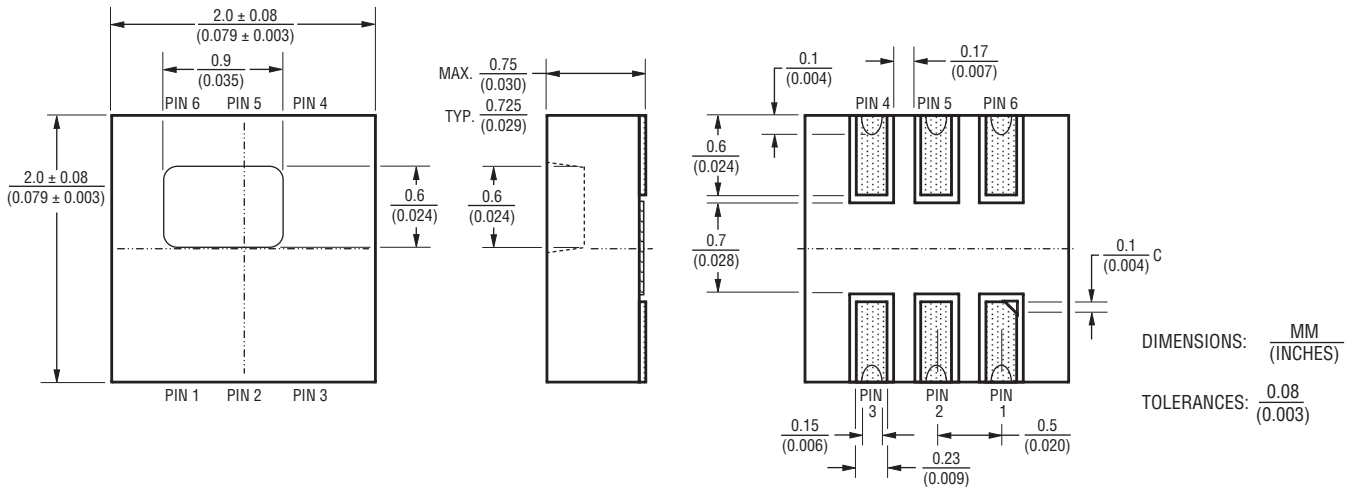 2.0 ± 0.08
(0.079 ± 0.003)
0.9
(0.035)
PIN 6 PIN 5 PIN 4
2.0 ± 0.08
(0.079 ± 0.003)
0.6
(0.024)
PIN 1 PIN 2 PIN 3
MAX. 0.75
(0.030)
TYP. 0.725
(0.029)
0.6
(0.024)
0.1
(0.004)
0.17
(0.007)
PIN 4 PIN 5 PIN 6
0.6
(0.024)
0.7
(0.028)
0.1
(0.004) C
PIN
3
PIN
2
PIN
1
0.15
(0.006)
0.5
(0.020)
0.23
(0.009)
DIMENSIONS: MM
(INCHES)
TOLERANCES: 0.08
(0.003)